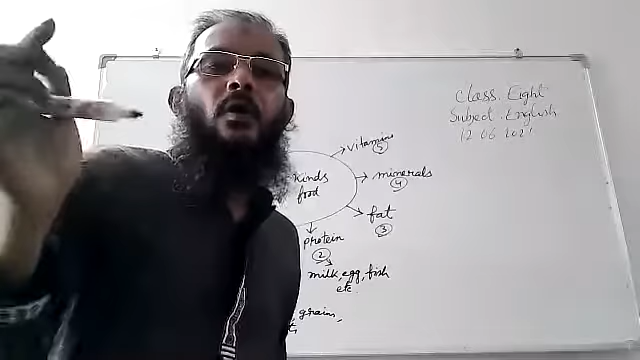 Class. Eight
Subject. English
12 06 2021
vitamins
5
Kinds
food
minerals
4
fat
3
protein
2
milk, egg, fish
etc.
grains,